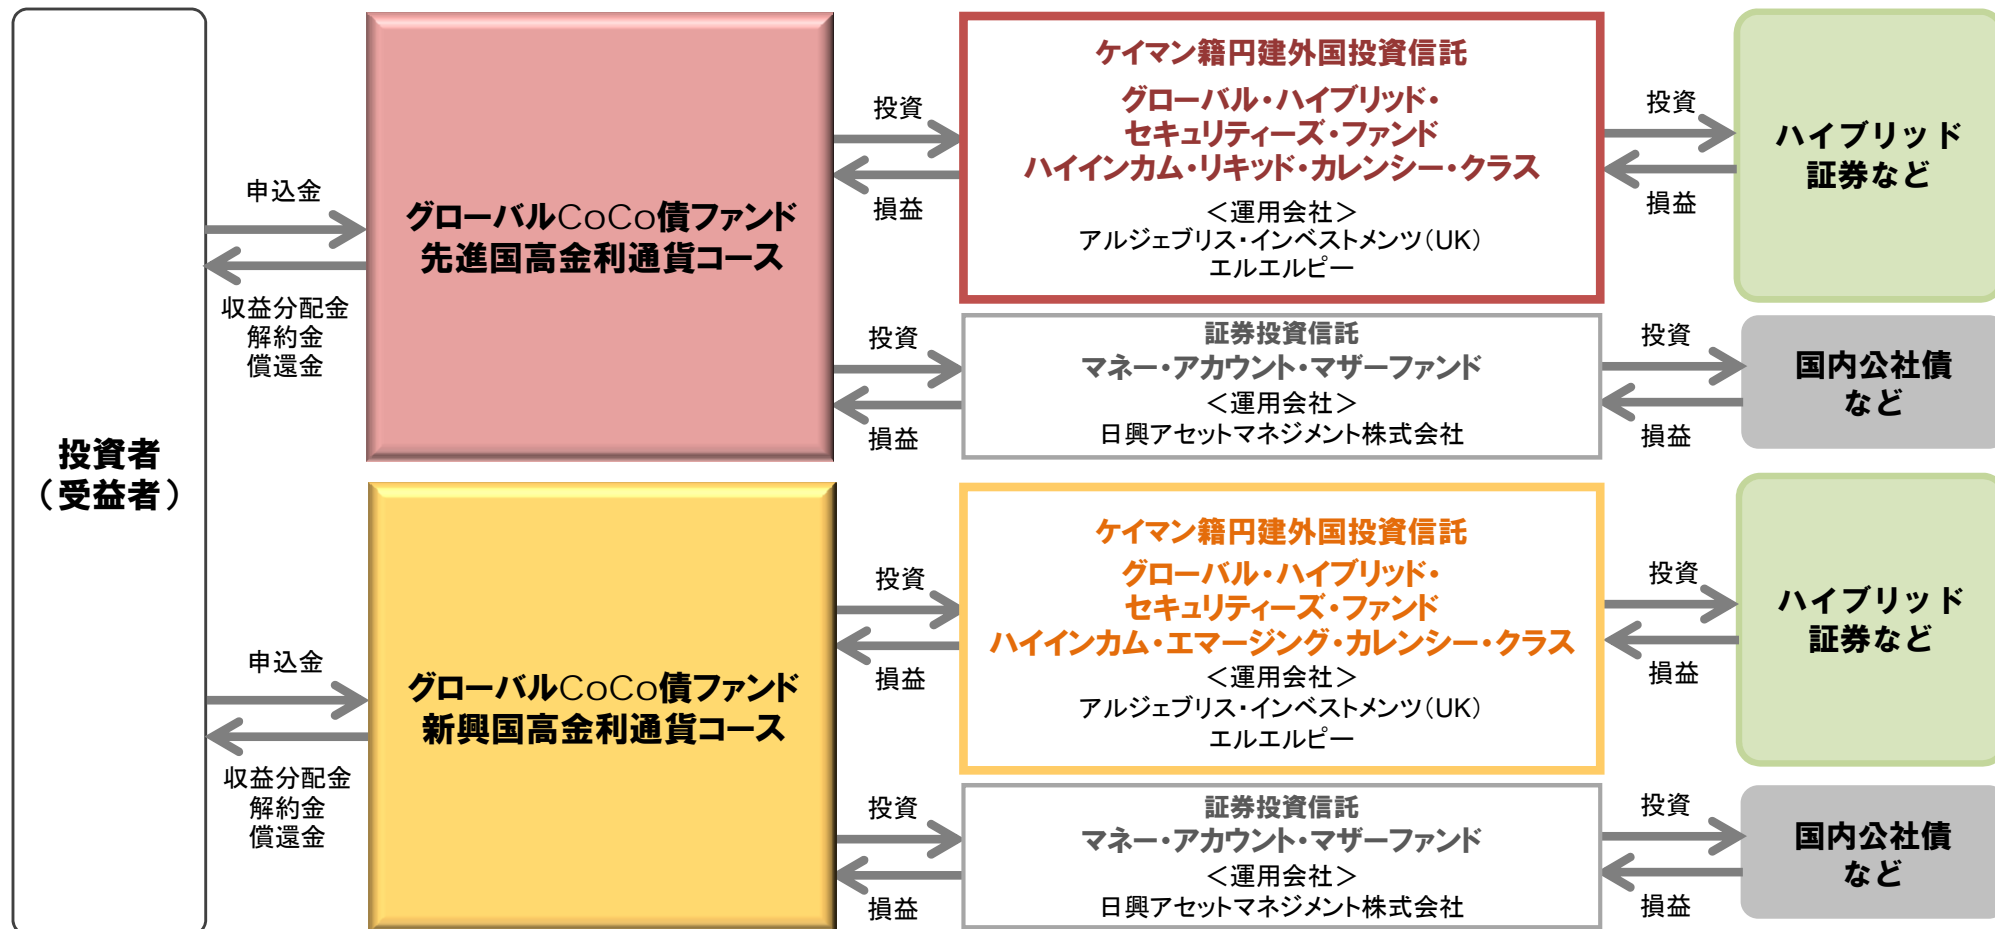 投資者
（受益者）
申込金
収益分配金
解約金
償還金
グローバルCoCo債ファンド
先進国高金利通貨コース
投資
損益
ケイマン籍円建外国投資信託
グローバル・ハイブリッド・
セキュリティーズ・ファンド
ハイインカム・リキッド・カレンシー・クラス
＜運用会社＞
アルジェブリス・インベストメンツ（UK）
エルエルピー
投資
損益
ハイブリッド
証券など
投資
損益
証券投資信託
マネー・アカウント・マザーファンド
＜運用会社＞
日興アセットマネジメント株式会社
投資
損益
国内公社債
など
申込金
収益分配金
解約金
償還金
グローバルCoCo債ファンド
新興国高金利通貨コース
投資
損益
ケイマン籍円建外国投資信託
グローバル・ハイブリッド・
セキュリティーズ・ファンド
ハイインカム・エマージング・カレンシー・クラス
＜運用会社＞
アルジェブリス・インベストメンツ（UK）
エルエルピー
投資
損益
ハイブリッド
証券など
投資
損益
証券投資信託
マネー・アカウント・マザーファンド
＜運用会社＞
日興アセットマネジメント株式会社
投資
損益
国内公社債
など